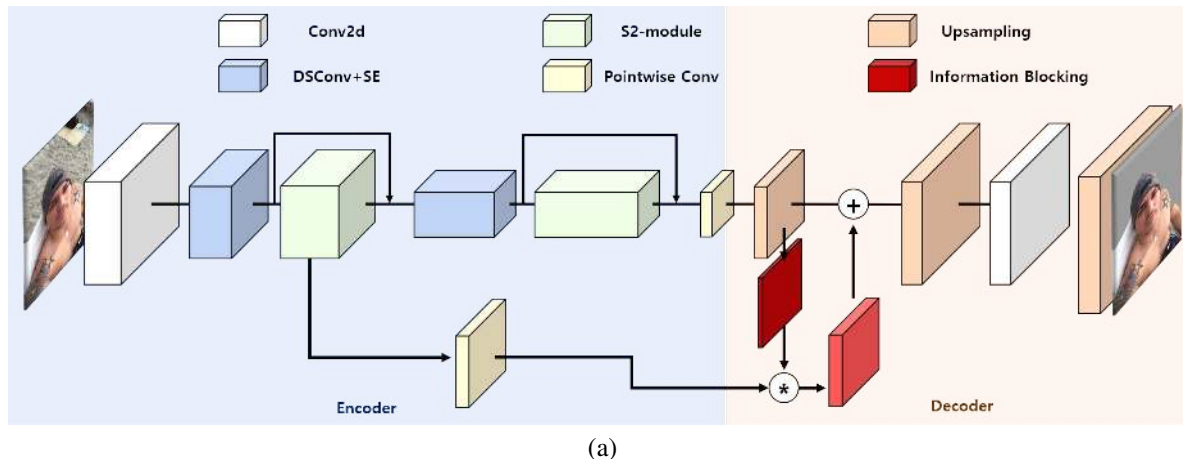 Conv2d S2-module Upsampling
DSConv+SE Pointwise Conv Information Blocking
+
*
Encoder Decoder
(a)